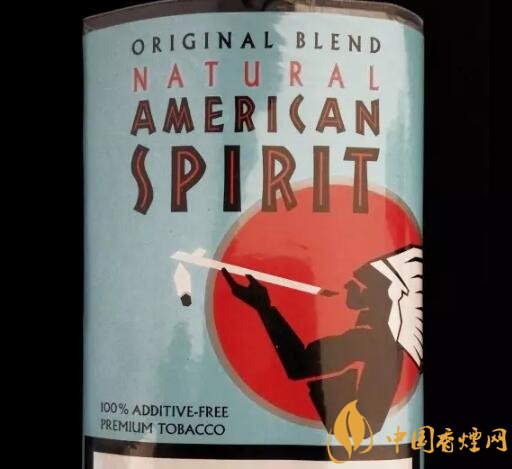 ORIGINAL BLEND
NATURAL
AMERICAN
SPIRIT
100% ADDITIVE-FREE
PREMIUM TOBACCO
中国香烟网